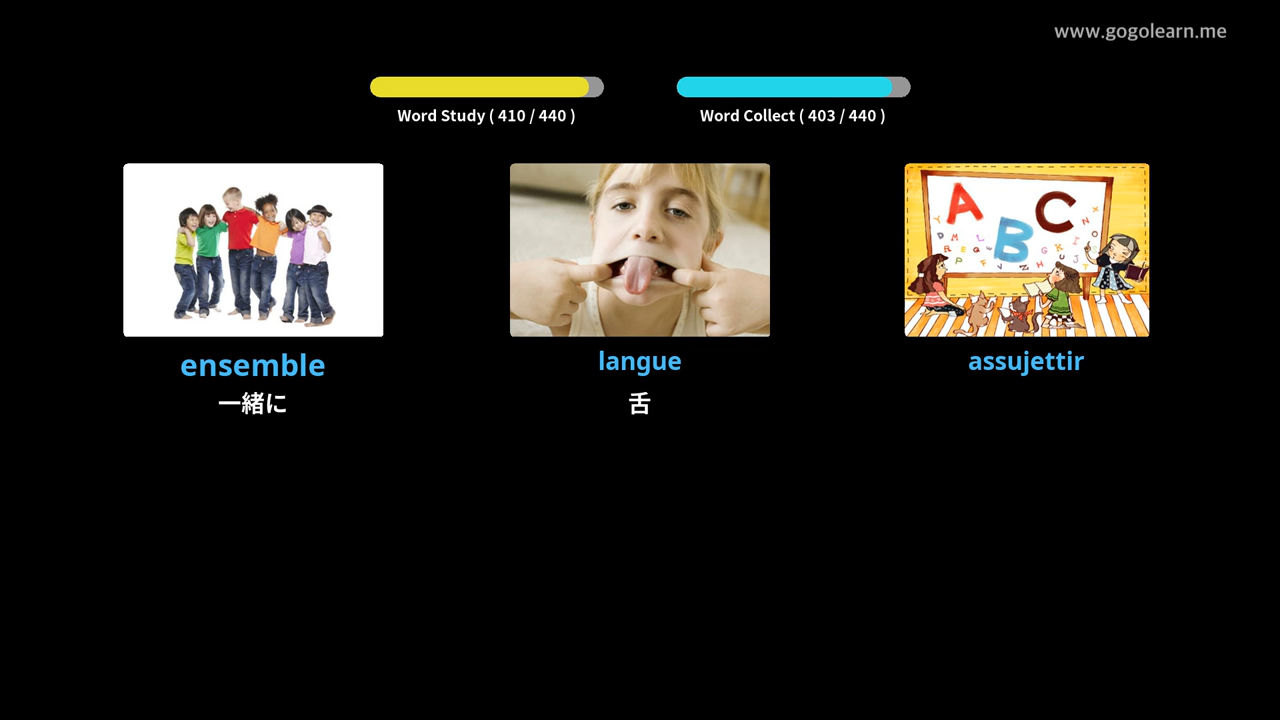 www.gogolearn.me
Word Study ( 410 / 440 )
Word Collect ( 403 / 440 )
A B C
ensemble
langue
assujettir
一緒に
舌